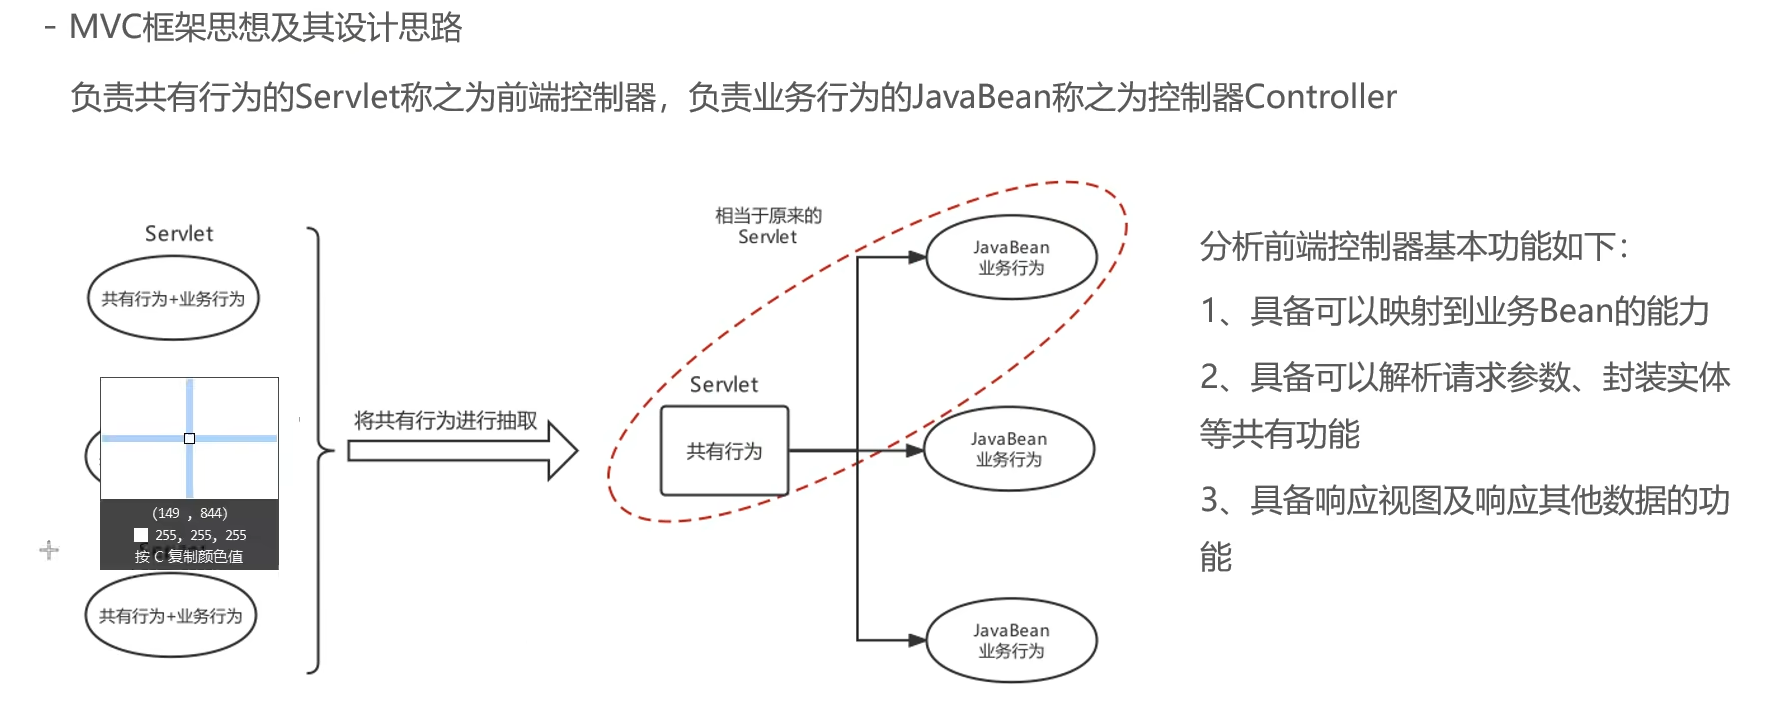 - MVC框架思想及其设计思路
负责共有行为的Servlet称之为前端控制器，负责业务行为的JavaBean称之为控制器Controller
Servlet
共有行为+业务行为
(149 , 844)
255, 255, 255
按 C 复制颜色值
共有行为+业务行为
将共有行为进行抽取
相当于原来的
Servlet
Servlet
共有行为
JavaBean
业务行为
JavaBean
业务行为
JavaBean
业务行为
分析前端控制器基本功能如下：
1、具备可以映射到业务Bean的能力
2、具备可以解析请求参数、封装实体
等共有功能
3、具备响应视图及响应其他数据的功
能